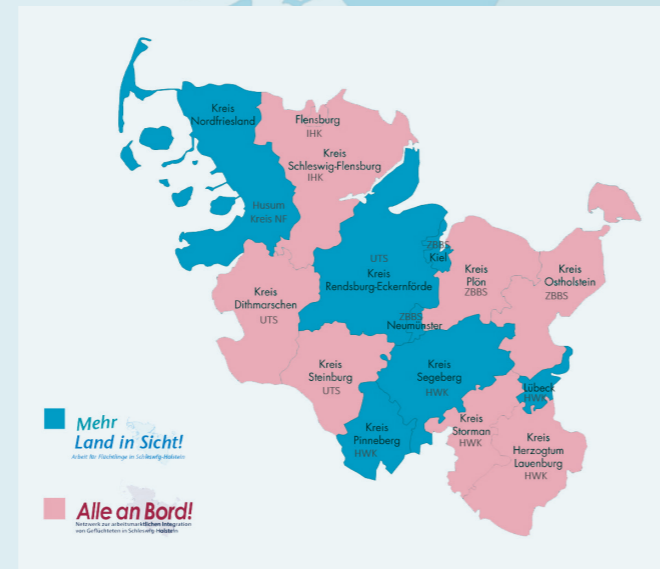 Kreis
Nordfriesland
Flensburg
IHK
Kreis
Schleswig-Flensburg
IHK
Husum
Kreis NF
UTS
Kreis
Rendsburg-Eckernförde
ZBBS
Kiel
Kreis
Plön
ZBBS
Kreis
Ostholstein
ZBBS
Kreis
Dithmarschen
UTS
ZBBS
Neumünster
Kreis
Steinburg
UTS
Kreis
Segeberg
HWK
Lübeck
HWK
Kreis
Pinneberg
HWK
Kreis
Storman
HWK
Kreis
Herzogtum
Lauenburg
HWK
Mehr
Land in Sicht!
Arbeit für Flüchtlinge in Schleswig-Holstein
Alle an Bord!
Netzwerk zur arbeitsmarktlichen Integration
von Geflüchteten in Schleswig Holstein